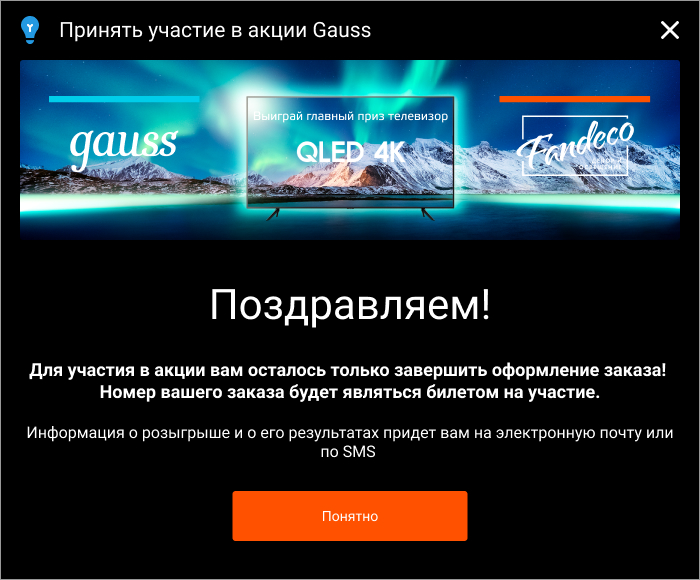 Принять участие в акции Gauss
Выиграй главный приз телевизор
gauss
QLED 4K
Fandeco
ДЕКОР И
ОСВЕЩЕНИЕ
Поздравляем!
Для участия в акции вам осталось только завершить оформление заказа!
Номер вашего заказа будет являться билетом на участие.
Информация о розыгрыше и о его результатах придет вам на электронную почту или
по SMS
Понятно